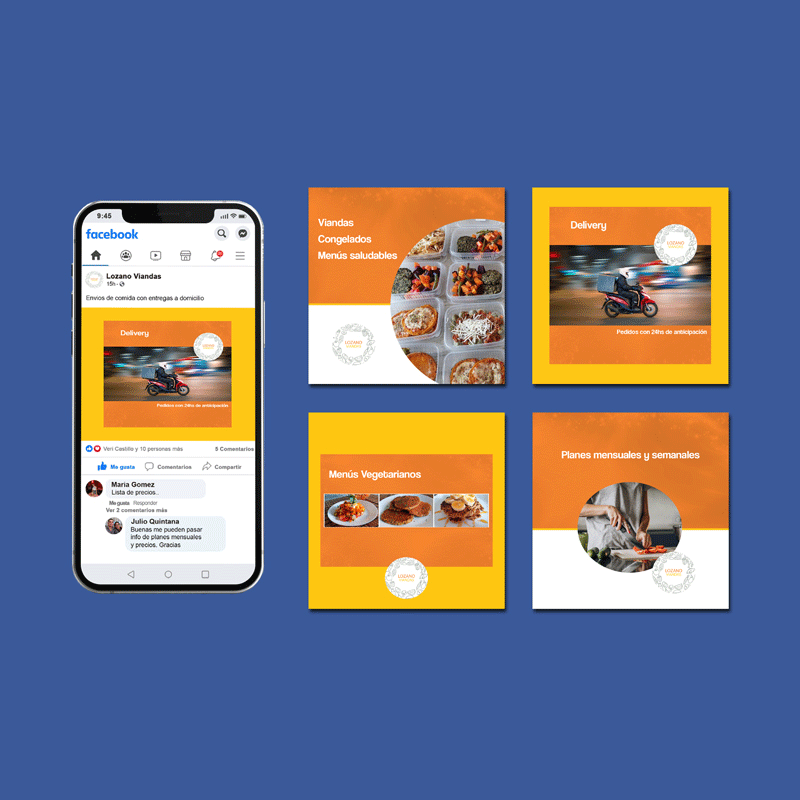 9:45
facebook
Lozano Viandas
15h ·
Envios de comida con entregas a domicilio
Delivery
LOZANO
Pedidos con 24hs de anticipación
Veri Castillo y 10 personas más
5 Comentarios
Me gusta
Comentarios
Compartir
Maria Gomez
Lista de precios..
Me gusta Responder
Ver 2 comentarios más
Julio Quintana
Buenas me pueden pasar
info de planes mensuales
y precios. Gracias
Viandas
Congelados
Menús saludables
LOZANO
Delivery
LOZANO
Pedidos con 24hs de anticipación
Menús Vegetarianos
LOZANO
Planes mensuales y semanales
LOZANO